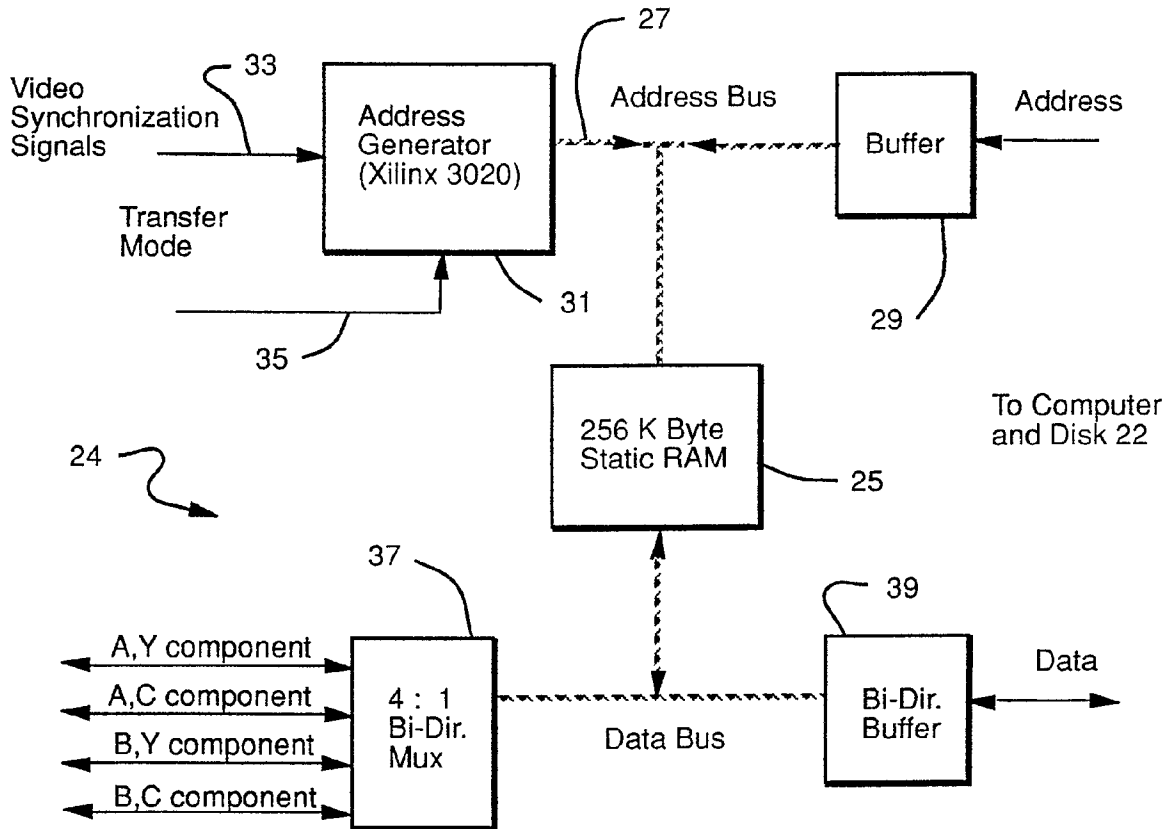 33
27
Video
Synchronization
Signals
Address
Generator
(Xilinx 3020)
Address Bus
Buffer
Address
Transfer
Mode
31
29
35
256 K Byte
Static RAM
To Computer
and Disk 22
24
25
37
39
A,Y component
A,C component
B,Y component
B,C component
4 : 1
Bi-Dir.
Mux
Data Bus
Bi-Dir.
Buffer
Data